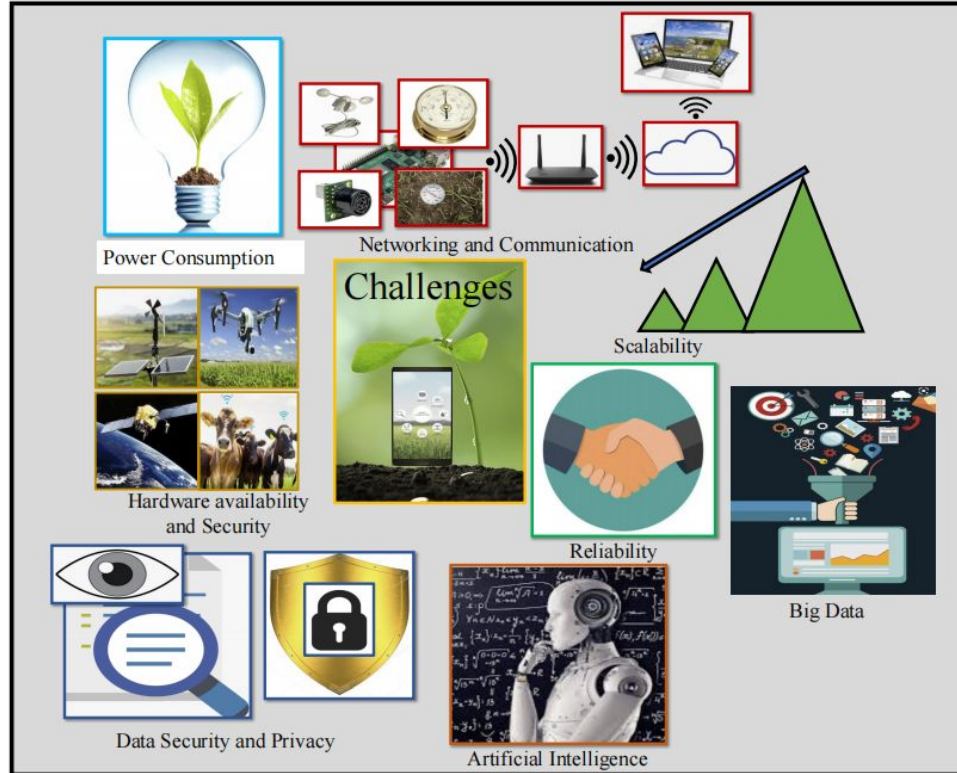 Power Consumption
Networking and Communication
Challenges
Scalability
Hardware availability
and Security
Reliability
Big Data
Data Security and Privacy
Artificial Intelligence